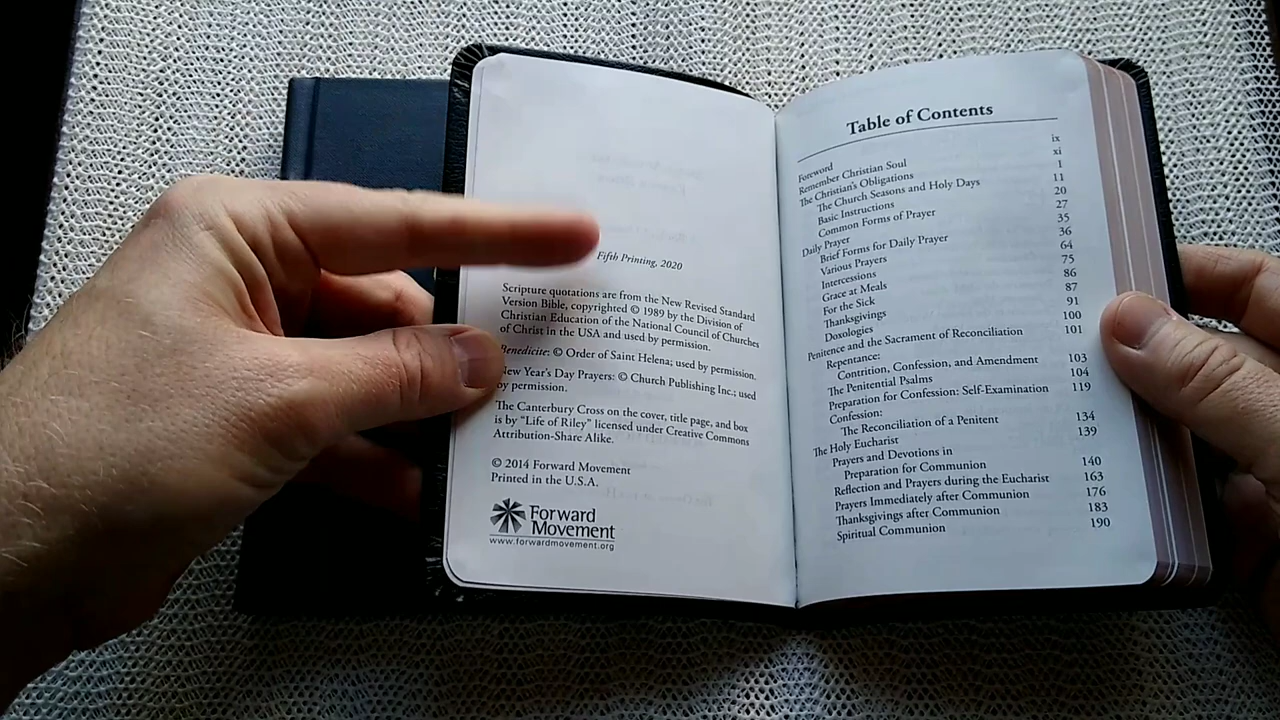 Fifth Printing, 2020
Scripture quotations are from the New Revised Standard
Version Bible, copyrighted © 1989 by the Division of
Christian Education of the National Council of Churches
of Christ in the USA and used by permission.
Benedicite: © Order of Saint Helena; used by permission.
New Year's Day Prayers: © Church Publishing Inc.; used
by permission.
The Canterbury Cross on the cover, title page, and box
is by "Life of Riley" licensed under Creative Commons
Attribution-Share Alike.
© 2014 Forward Movement
Printed in the U.S.A.
Forward
Movement
www.forwardmovement.org
Table of Contents
Foreword ix
Remember Christian Soul xi
The Christian's Obligations 1
The Church Seasons and Holy Days 11
Basic Instructions 20
Common Forms of Prayer 27
Daily Prayer 35
Brief Forms for Daily Prayer 36
Various Prayers 64
Intercessions 75
Grace at Meals 86
For the Sick 87
Thanksgivings 91
Doxologies 100
Penitence and the Sacrament of Reconciliation 101
Repentance:
Contrition, Confession, and Amendment 103
The Penitential Psalms 104
Preparation for Confession: Self-Examination 119
Confession:
The Reconciliation of a Penitent 134
The Holy Eucharist 139
Prayers and Devotions in
Preparation for Communion 140
Reflection and Prayers during the Eucharist 163
Prayers Immediately after Communion 176
Thanksgivings after Communion 183
Spiritual Communion 190